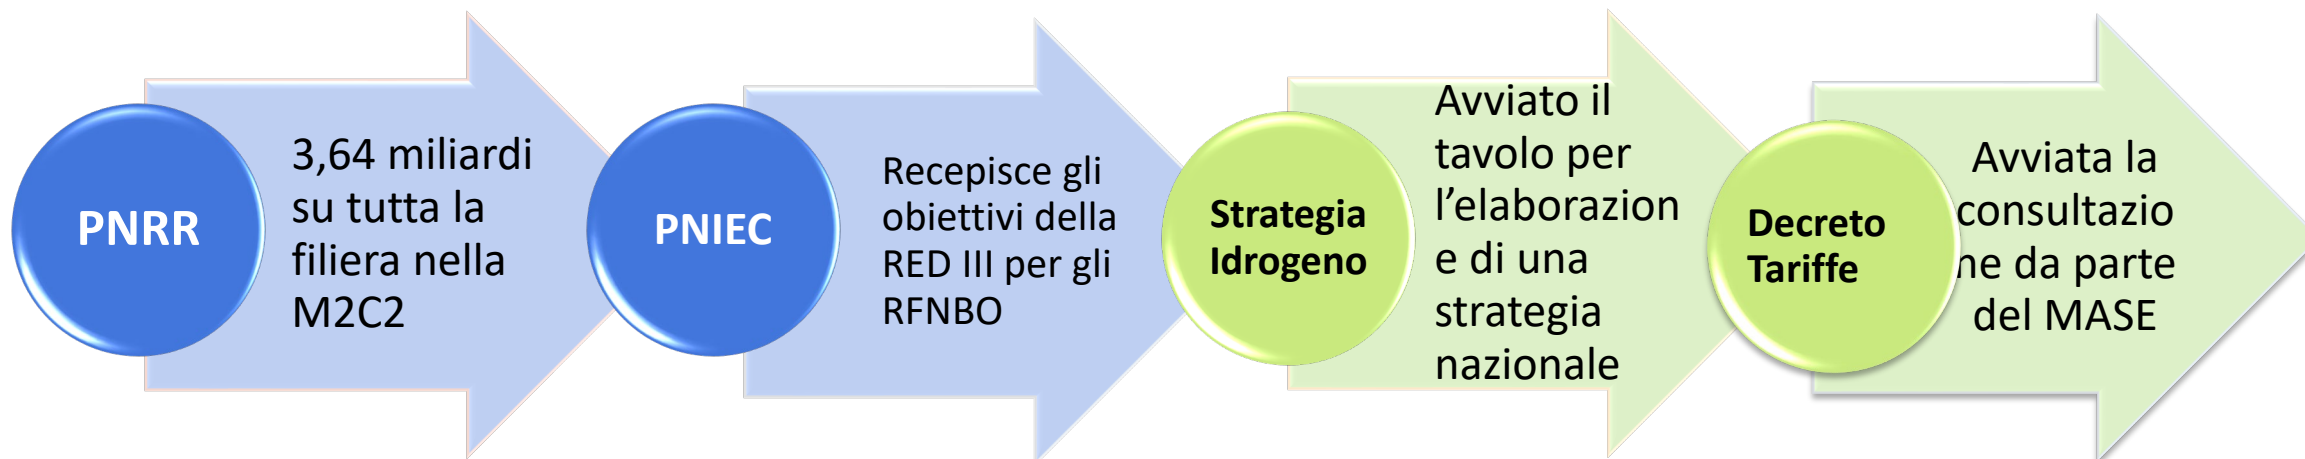 PNRR
3,64 miliardi
su tutta la
filiera nella
M2C2
PNIEC
Recepisce gli
obiettivi della
RED III per gli
RFNBO
Strategia
Idrogeno
Avviato il
tavolo per
l’elaborazion
e di una
strategia
nazionale
Decreto
Tariffe
Avviata la
consultazio
ne da parte
del MASE